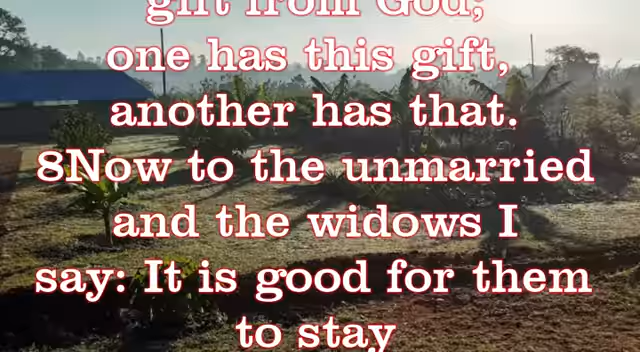 gift from God;
one has this gift,
another has that.
8Now to the unmarried
and the widows I
say: It is good for them
to stay